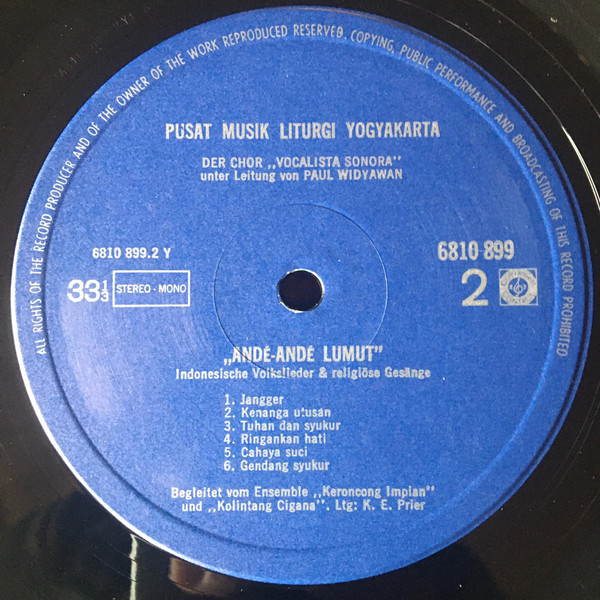 ALL RIGHTS OF THE RECORD PRODUCER AND OF THE OWNER OF THE WORK REPRODUCED RESERVED. COPYING, PUBLIC PERFORMANCE AND BROADCASTING OF THIS RECORD PROHIBITED
PUSAT MUSIK LITURGI YOGYAKARTA
DER CHOR „VOCALISTA SONORA"
unter Leitung von PAUL WIDYAWAN
6810 899.2 Y
6810 899
33⅓ STEREO - MONO
2
„ANDÉ-ANDÉ LUMUT"
Indonesische Volkslieder & religiöse Gesänge
1. Jangger
2. Kenanga utusan
3. Tuhan dan syukur
4. Ringankan hati
5. Cahaya suci
6. Gendang syukur
Begleitet vom Ensemble „Keroncong Impian"
und „Kolintang Cigana". Ltg: K. E. Prier